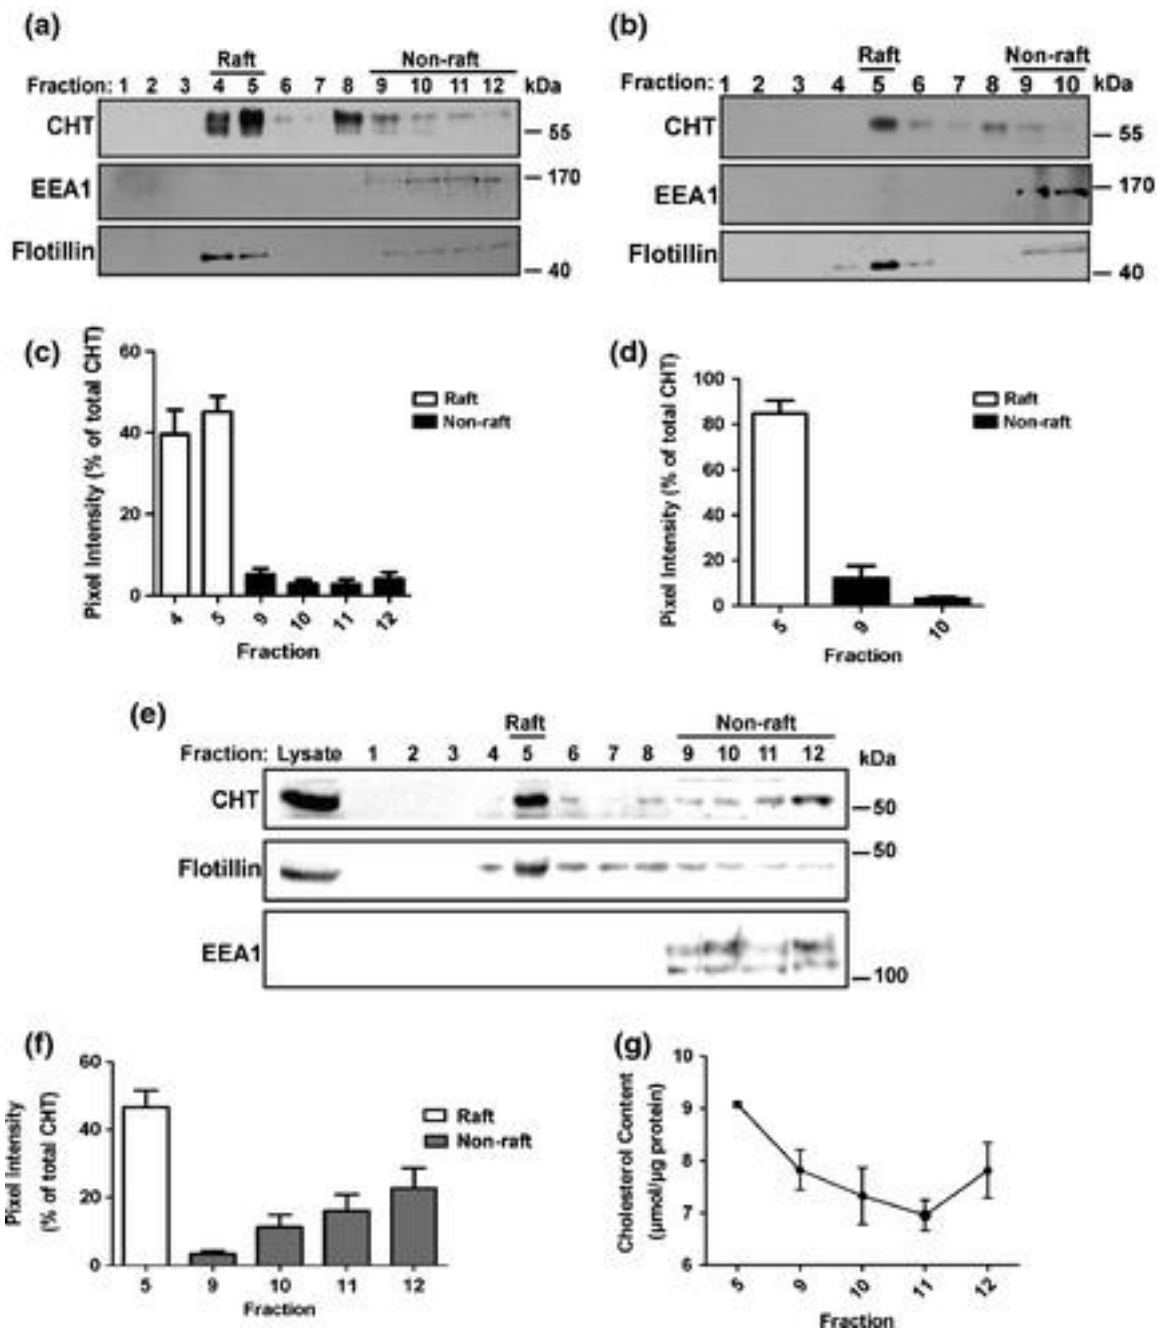 (a)
Raft Non-raft
Fraction: 1 2 3 4 5 6 7 8 9 10 11 12 kDa
CHT
55
EEA1
170
Flotillin
40
(b)
Raft Non-raft
Fraction: 1 2 3 4 5 6 7 8 9 10 kDa
CHT
55
EEA1
170
Flotillin
40
(c)
Pixel Intensity (% of total CHT)
60
40
20
0
Raft
Non-raft
4 5 9 10 11 12
Fraction
(d)
Pixel Intensity (% of total CHT)
100
80
60
40
20
0
Raft
Non-raft
5 9 10
Fraction
(e)
Raft Non-raft
Fraction: Lysate 1 2 3 4 5 6 7 8 9 10 11 12 kDa
CHT
50
Flotillin
50
EEA1
100
(f)
Pixel Intensity
(% of total CHT)
60
40
20
0
Raft
Non-raft
5 9 10 11 12
Fraction
(g)
Cholesterol Content
(µmol/µg protein)
10
9
8
7
6
5 9 10 11 12
Fraction